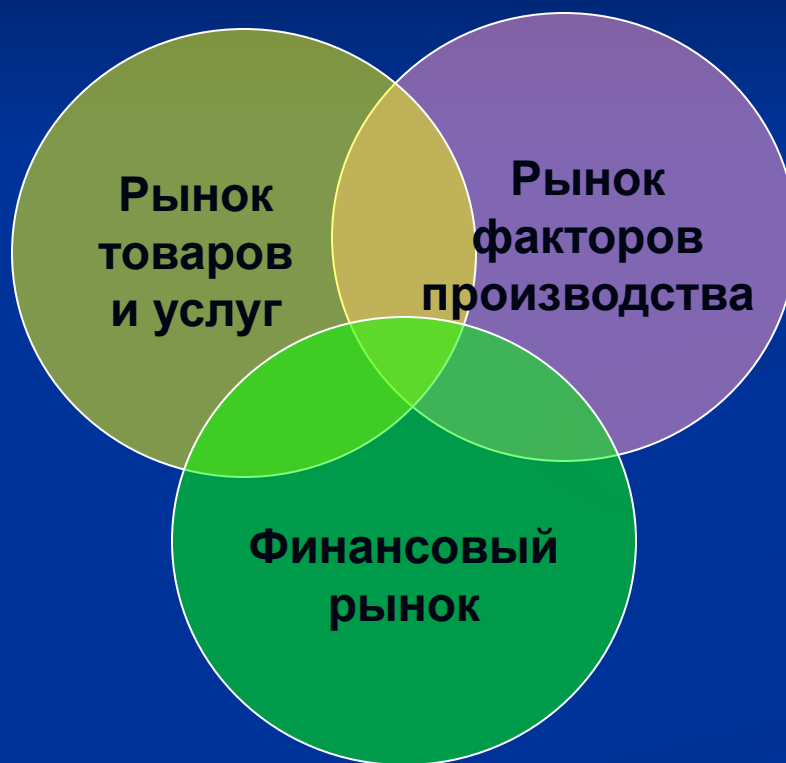 Рынок
товаров
и услуг
Рынок
факторов
производства
Финансовый
рынок